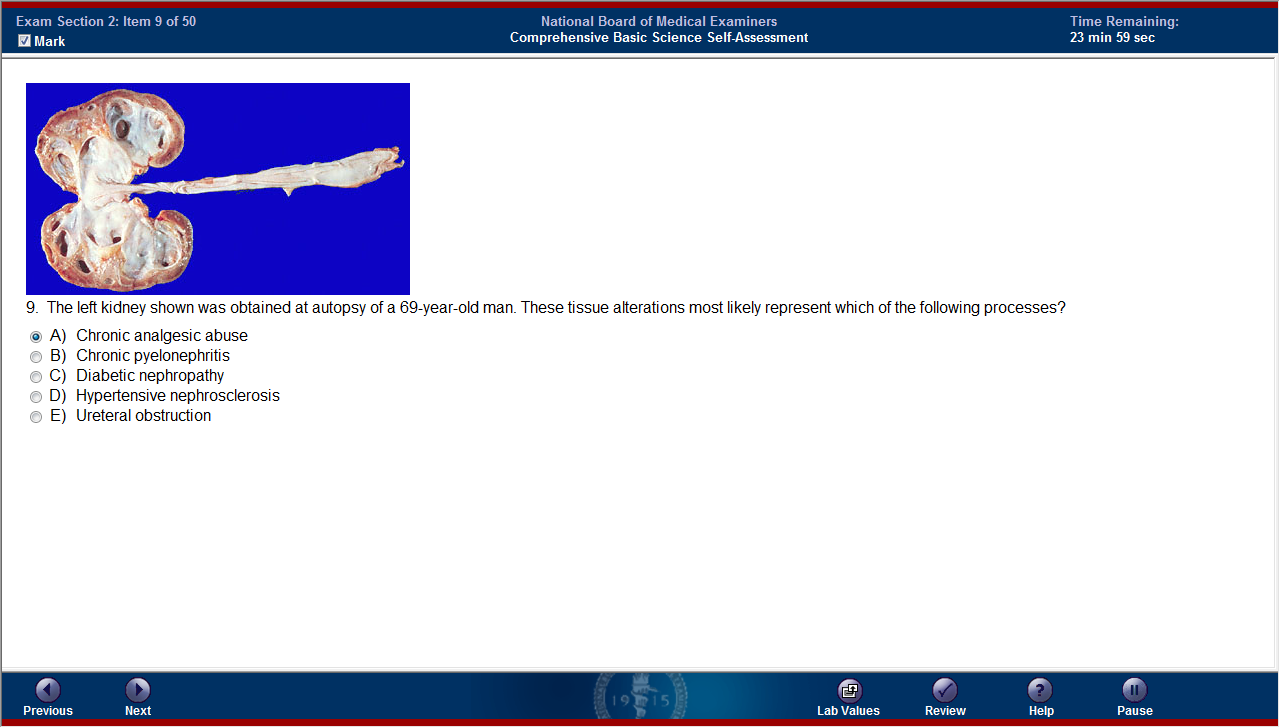 Exam Section 2: Item 9 of 50
National Board of Medical Examiners
Time Remaining:
Mark
Comprehensive Basic Science Self-Assessment
23 min 59 sec
9. The left kidney shown was obtained at autopsy of a 69-year-old man. These tissue alterations most likely represent which of the following processes?
A) Chronic analgesic abuse
B) Chronic pyelonephritis
C) Diabetic nephropathy
D) Hypertensive nephrosclerosis
E) Ureteral obstruction
1915
Previous
Next
Lab Values
Review
Help
Pause